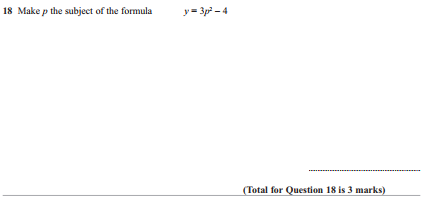 18 Make p the subject of the formula y = 3p² – 4
(Total for Question 18 is 3 marks)